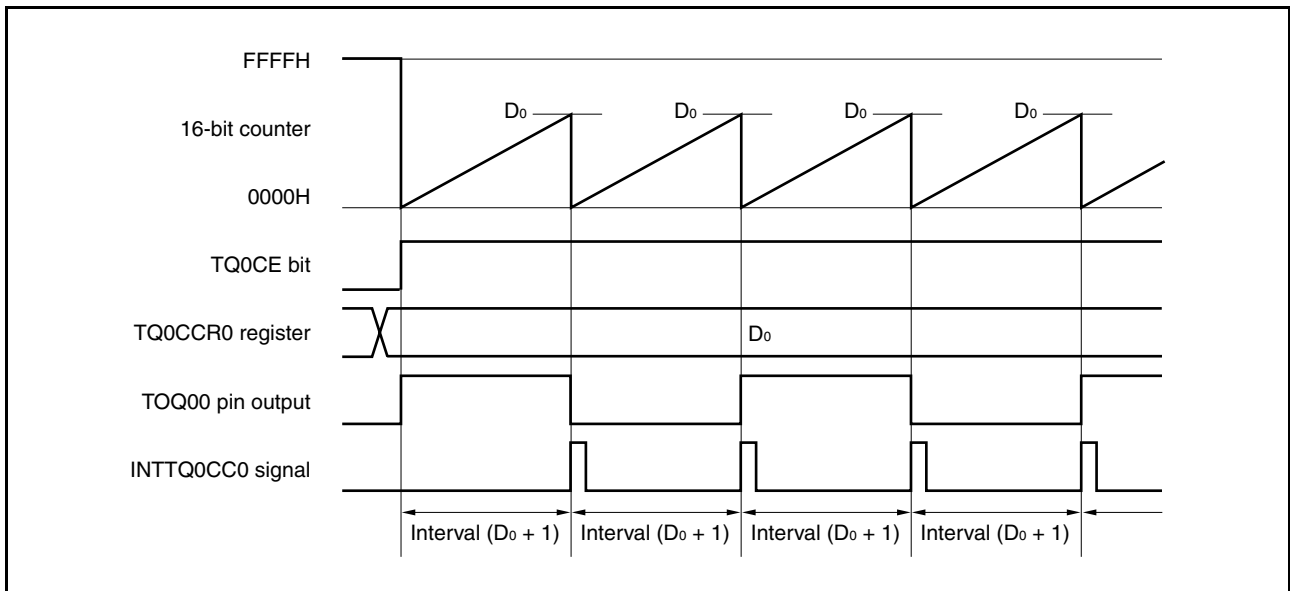 FFFFH
D₀ D₀ D₀ D₀
16-bit counter
0000H
TQ0CE bit
TQ0CCR0 register D₀
TOQ00 pin output
INTTQ0CC0 signal
Interval (D₀ + 1) Interval (D₀ + 1) Interval (D₀ + 1) Interval (D₀ + 1)